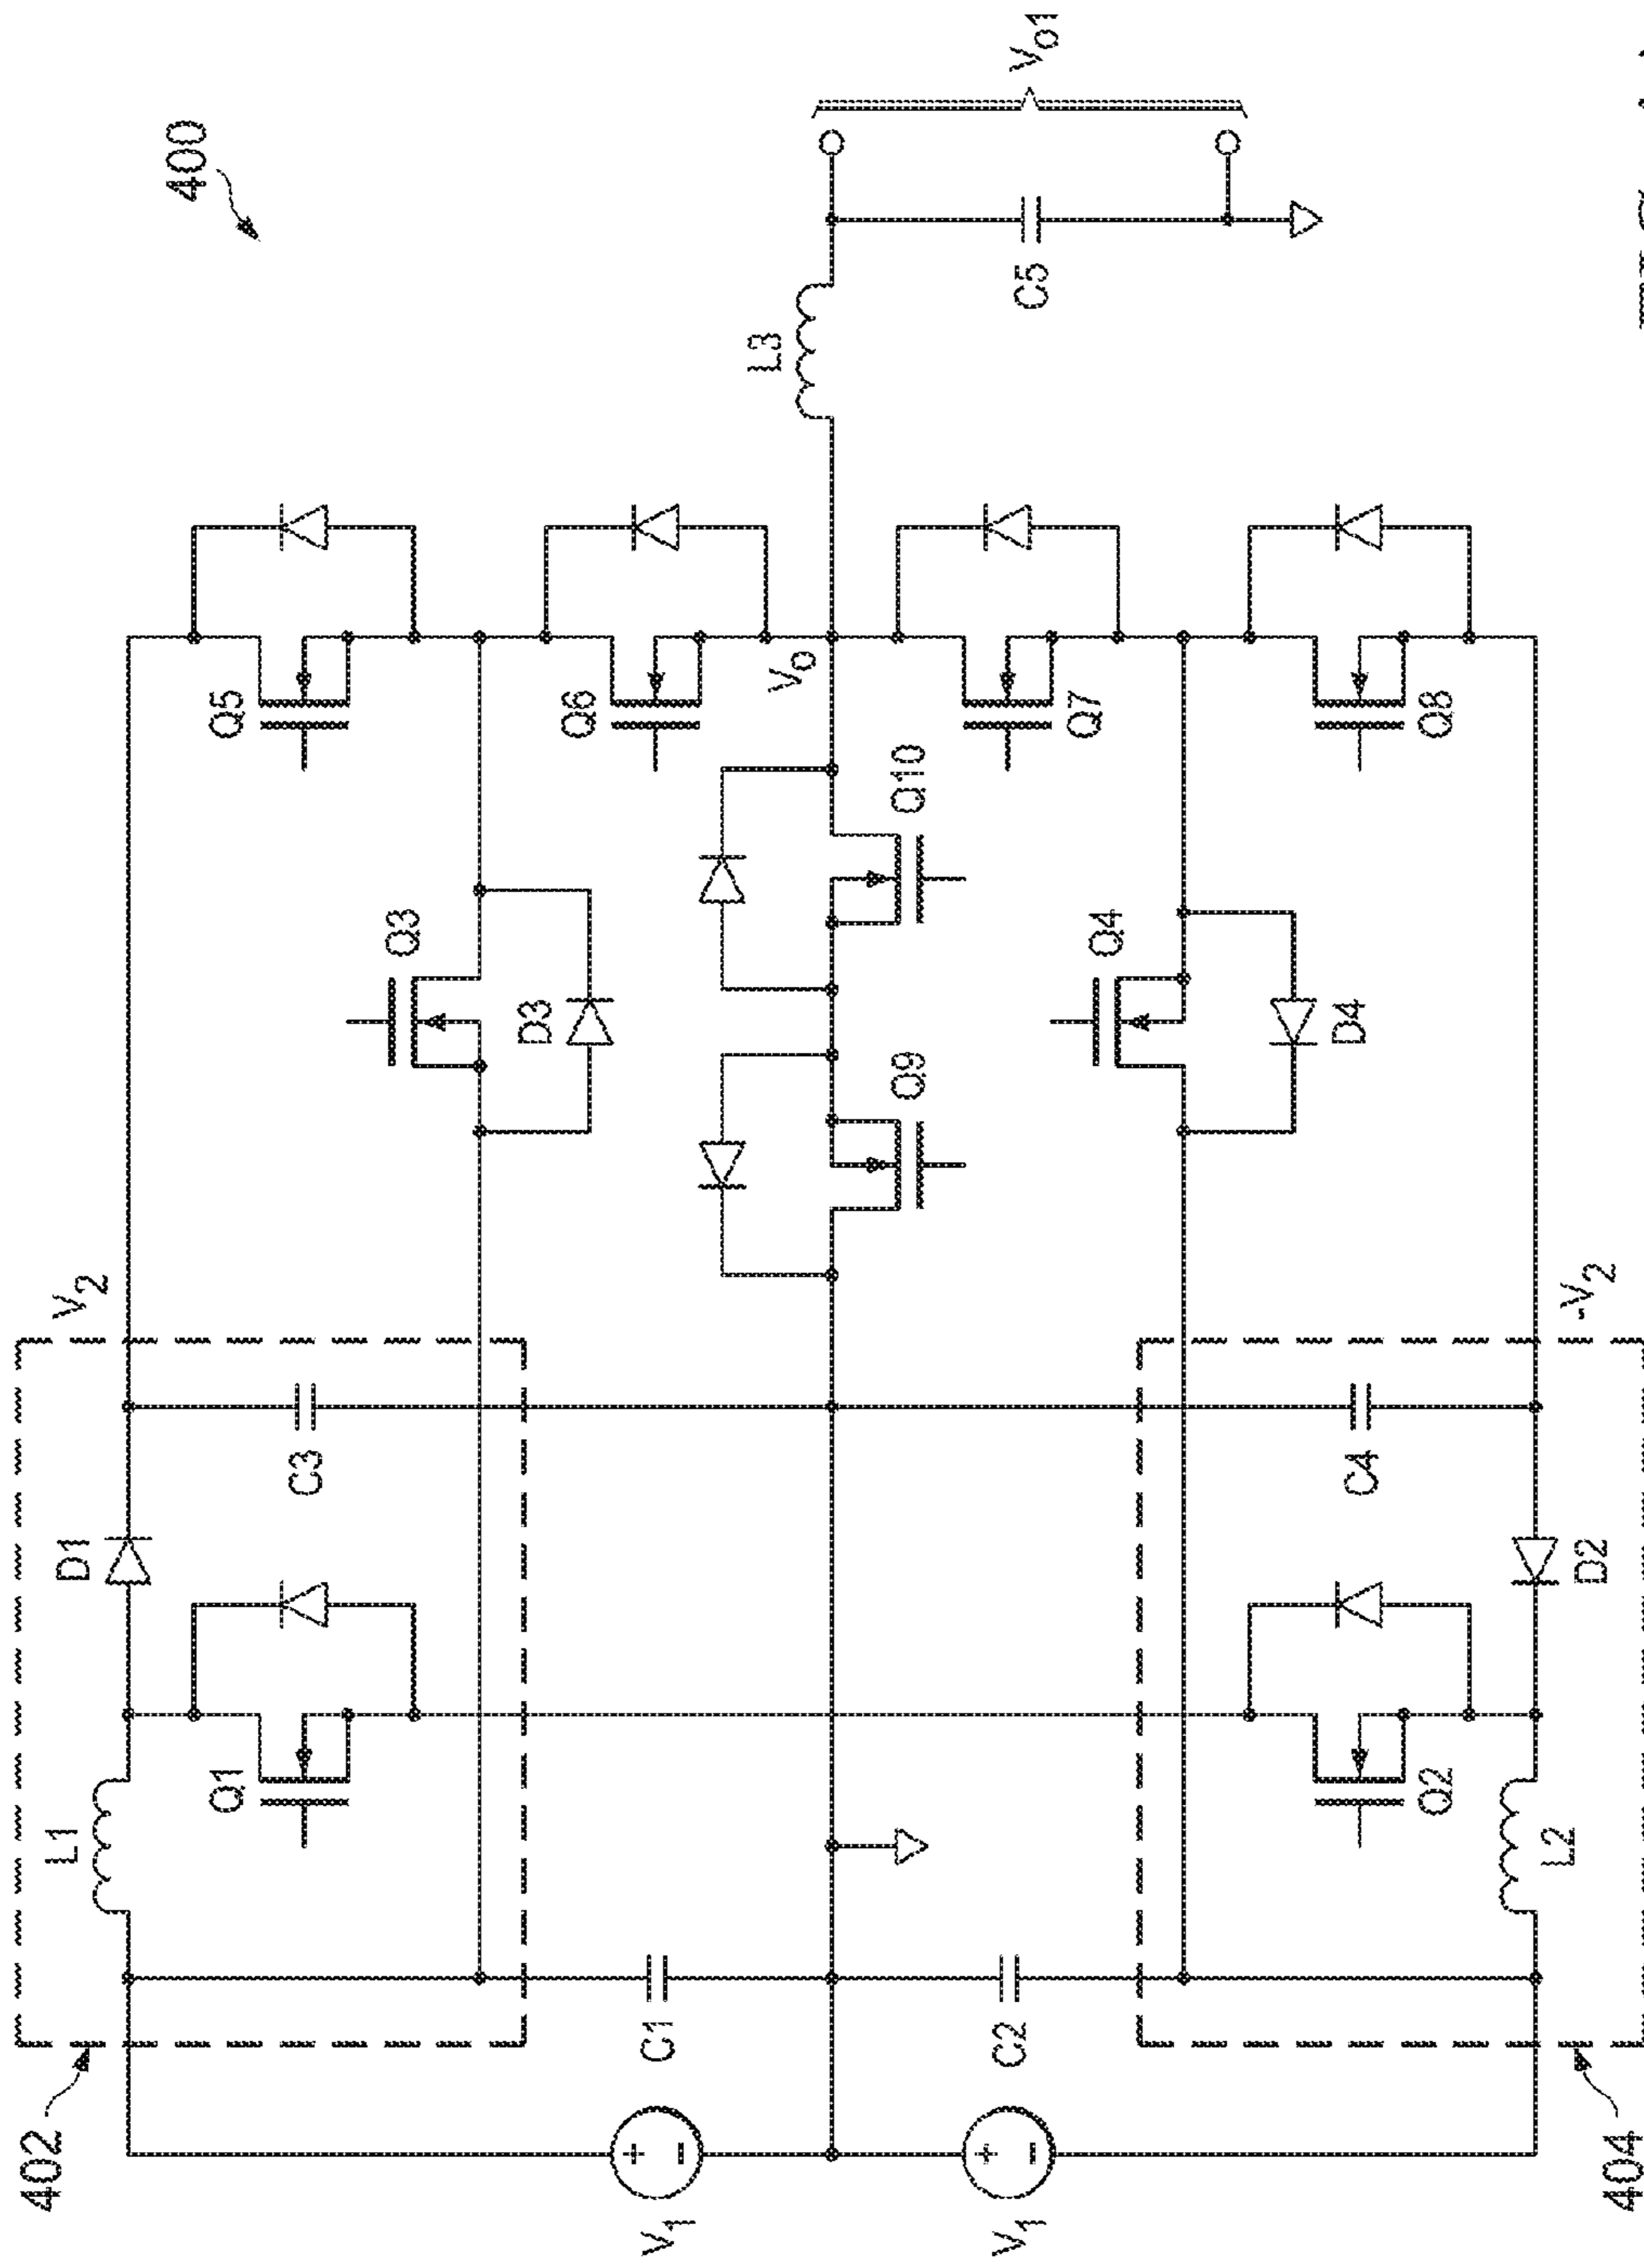 400
402
404
V1
V1
+
-
+
-
C1
C2
L1
Q1
D1
C3
V2
L2
Q2
D2
C4
-V2
Q3
D3
Q9
Q10
Q4
D4
Q5
Q6
Vo
Q7
Q8
L3
C5
Vo1